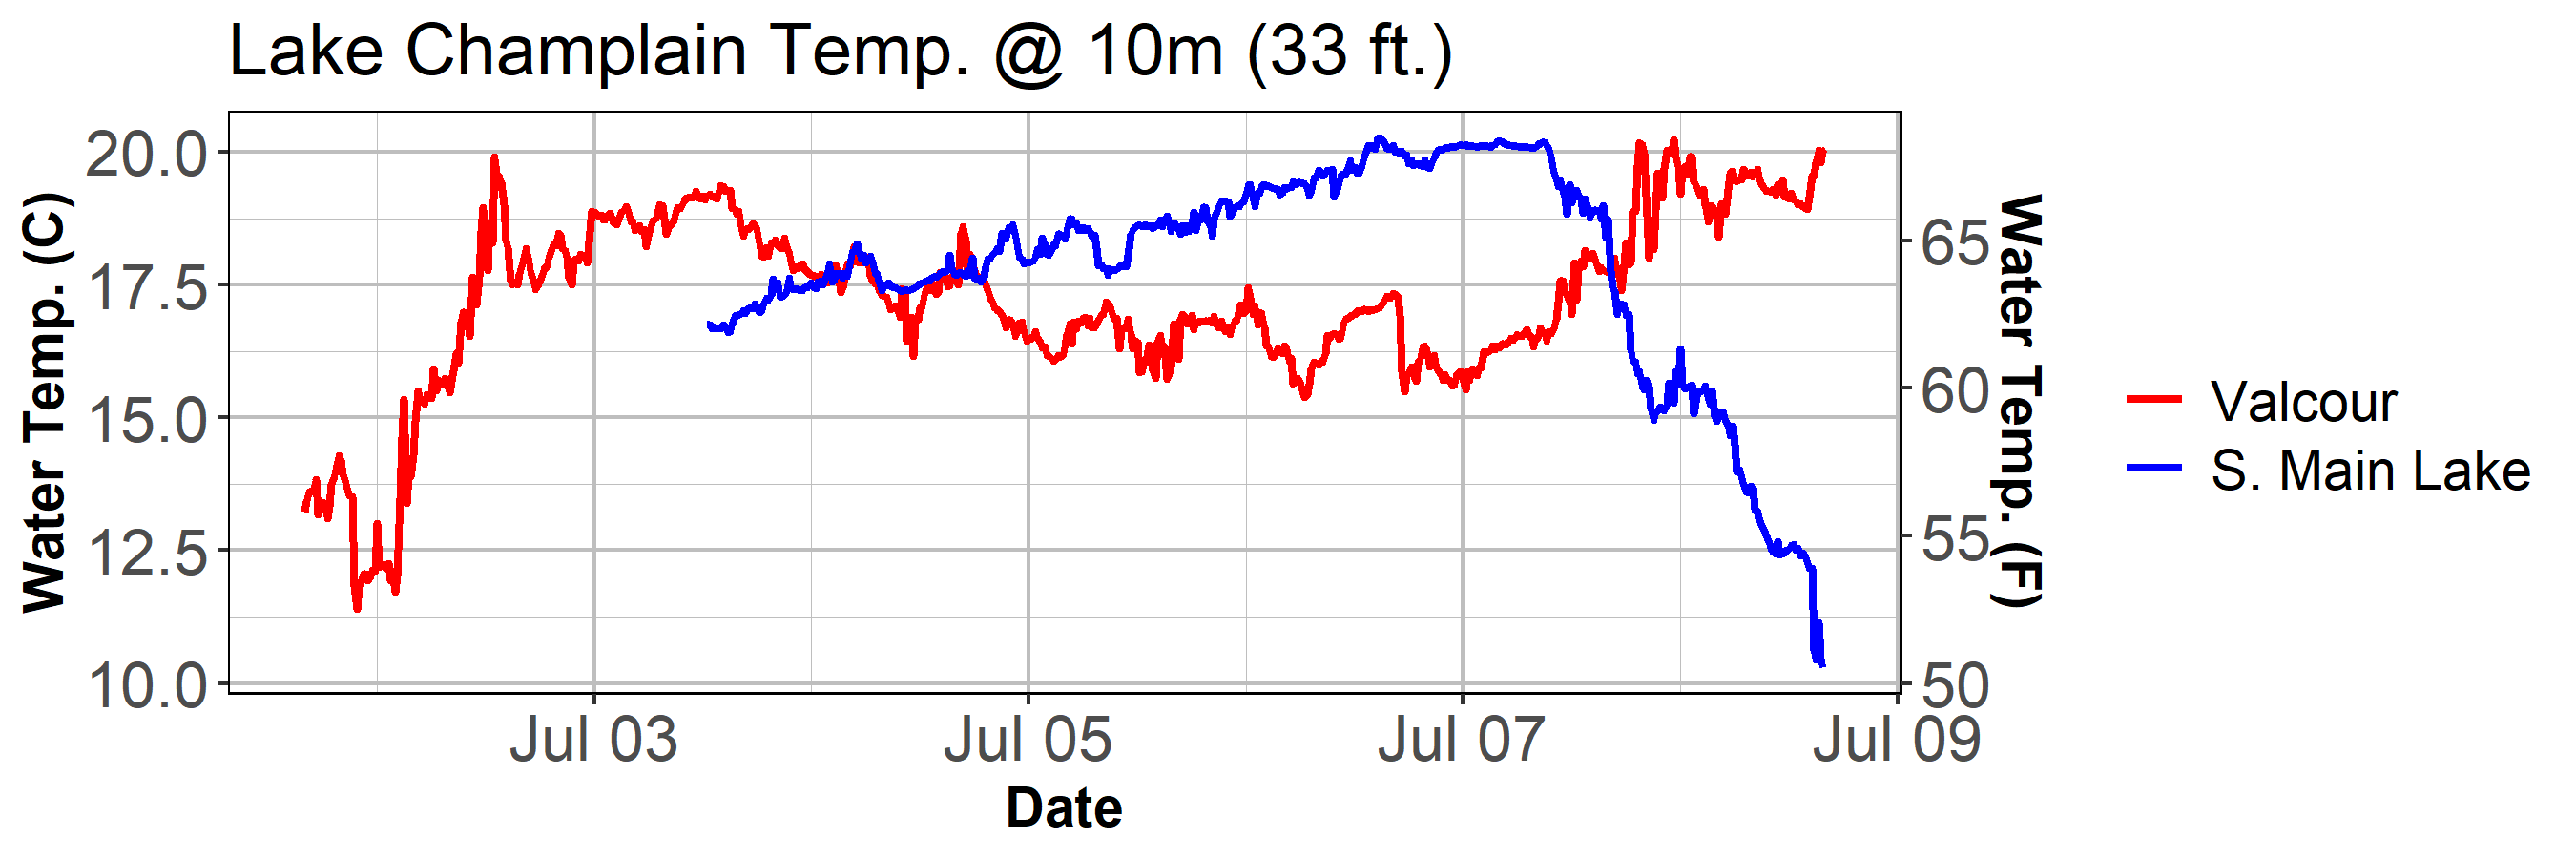 Lake Champlain Temp. @ 10m (33 ft.)
Water Temp. (C)
20.0
17.5
15.0
12.5
10.0
65
60
55
50
Water Temp. (F)
Jul 03
Jul 05
Jul 07
Jul 09
Date
Valcour
S. Main Lake